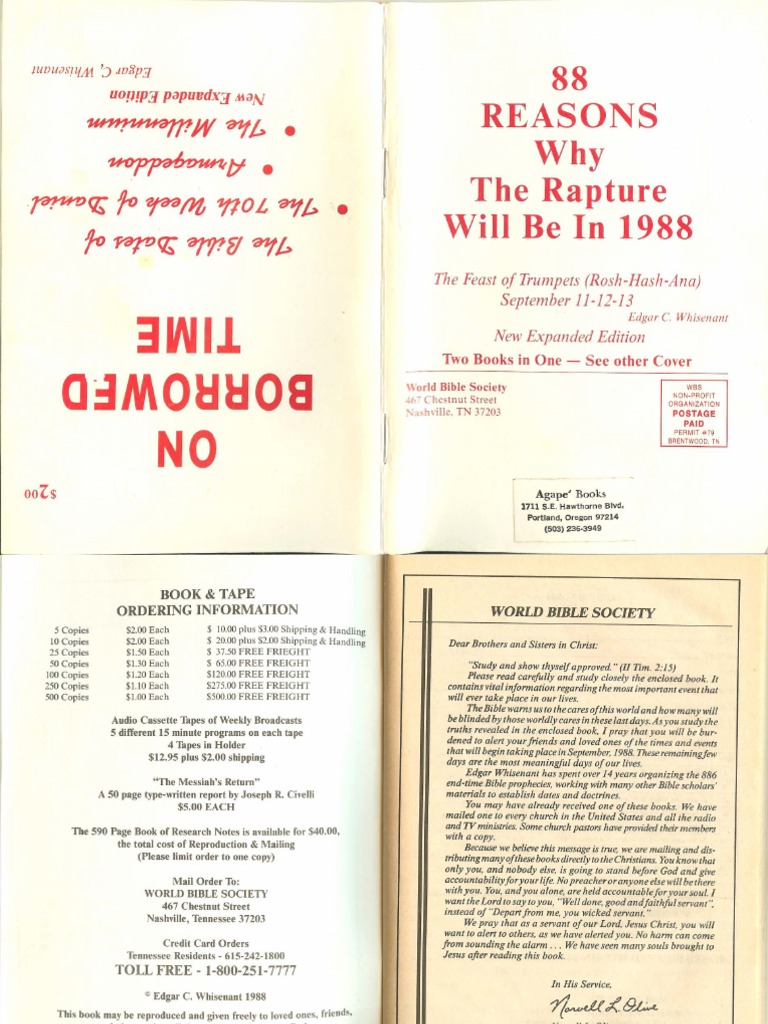 Edgar C. Whisenant
New Expanded Edition
• The Millennium
• Armageddon
• The 70th Week of Daniel
The Bible Dates of
ON
BORROWED
TIME
$2.00
88
REASONS
Why
The Rapture
Will Be In 1988
The Feast of Trumpets (Rosh-Hash-Ana)
September 11-12-13
Edgar C. Whisenant
New Expanded Edition
Two Books in One — See other Cover
World Bible Society
467 Chestnut Street
Nashville, TN 37203
WBS
NON-PROFIT
ORGANIZATION
POSTAGE
PAID
PERMIT #79
BRENTWOOD, TN
Agape' Books
1711 S.E. Hawthorne Blvd.
Portland, Oregon 97214
(503) 236-3949
BOOK & TAPE
ORDERING INFORMATION
5 Copies $2.00 Each $ 10.00 plus $3.00 Shipping & Handling
10 Copies $2.00 Each $ 20.00 plus $2.00 Shipping & Handling
25 Copies $1.50 Each $ 37.50 FREE FRIEGHT
50 Copies $1.30 Each $ 65.00 FREE FREIGHT
100 Copies $1.20 Each $120.00 FREE FREIGHT
250 Copies $1.10 Each $275.00 FREE FREIGHT
500 Copies $1.00 Each $500.00 FREE FREIGHT
Audio Cassette Tapes of Weekly Broadcasts
5 different 15 minute programs on each tape
4 Tapes in Holder
$12.95 plus $2.00 shipping
"The Messiah's Return"
A 50 page type-written report by Joseph R. Civelli
$5.00 EACH
The 590 Page Book of Research Notes is available for $40.00,
the total cost of Reproduction & Mailing
(Please limit order to one copy)
Mail Order To:
WORLD BIBLE SOCIETY
467 Chestnut Street
Nashville, Tennessee 37203
Credit Card Orders
Tennessee Residents - 615-242-1800
TOLL FREE - 1-800-251-7777
© Edgar C. Whisenant 1988
This book may be reproduced and given freely to loved ones, friends,
WORLD BIBLE SOCIETY
Dear Brothers and Sisters in Christ:
"Study and show thyself approved." (II Tim. 2:15)
Please read carefully and study closely the enclosed book. It
contains vital information regarding the most important event that
will ever take place in our lives.
The Bible warns us to the cares of this world and how many will
be blinded by those worldly cares in these last days. As you study the
truths revealed in the enclosed book, I pray that you will be bur-
dened to alert your friends and loved ones of the times and events
that will begin taking place in September, 1988. These remaining few
days are the most meaningful days of our lives.
Edgar Whisenant has spent over 14 years organizing the 886
end-time Bible prophecies, working with many other Bible scholars'
materials to establish dates and doctrines.
You may have already received one of these books. We have
mailed one to every church in the United States and all the radio
and TV ministries. Some church pastors have provided their members
with a copy.
Because we believe this message is true, we are mailing and dis-
tributing many of these books directly to the Christians. You know that
only you, and nobody else, is going to stand before God and give
accountability for your life. No preacher or anyone else will be there
with you. You, and you alone, are held accountable for your soul. I
want the Lord to say to you, "Well done, good and faithful servant",
instead of "Depart from me, you wicked servant."
We pray that as a servant of our Lord, Jesus Christ, you will
want to alert to others, as we have alerted you. No harm can come
from sounding the alarm . . . We have seen many souls brought to
Jesus after reading this book.
In His Service,
Norvell L. Olive